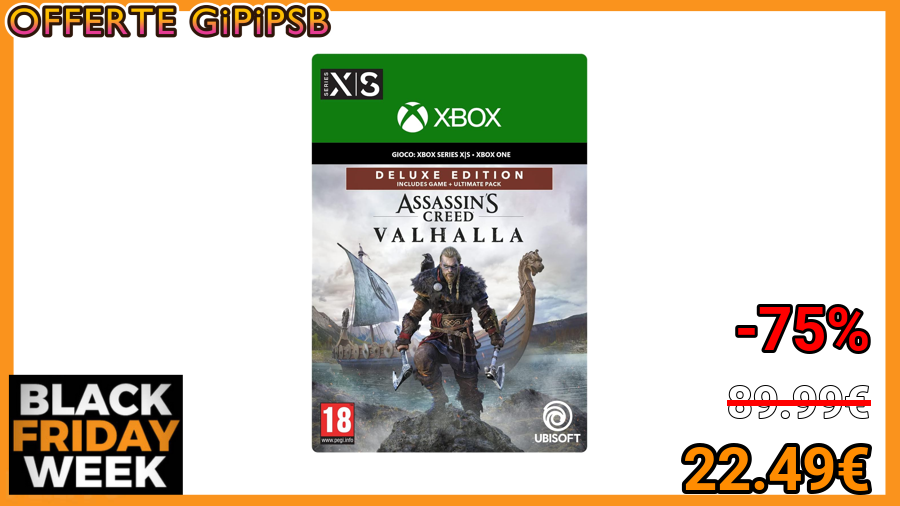 OFFERTE GiPiPSB
SERIES X|S
XBOX
GIOCO: XBOX SERIES X|S • XBOX ONE
DELUXE EDITION
INCLUDES GAME + ULTIMATE PACK
ASSASSIN'S
CREED
VALHALLA
18
www.pegi.info
UBISOFT
BLACK
FRIDAY
WEEK
-75%
89.99€
22.49€